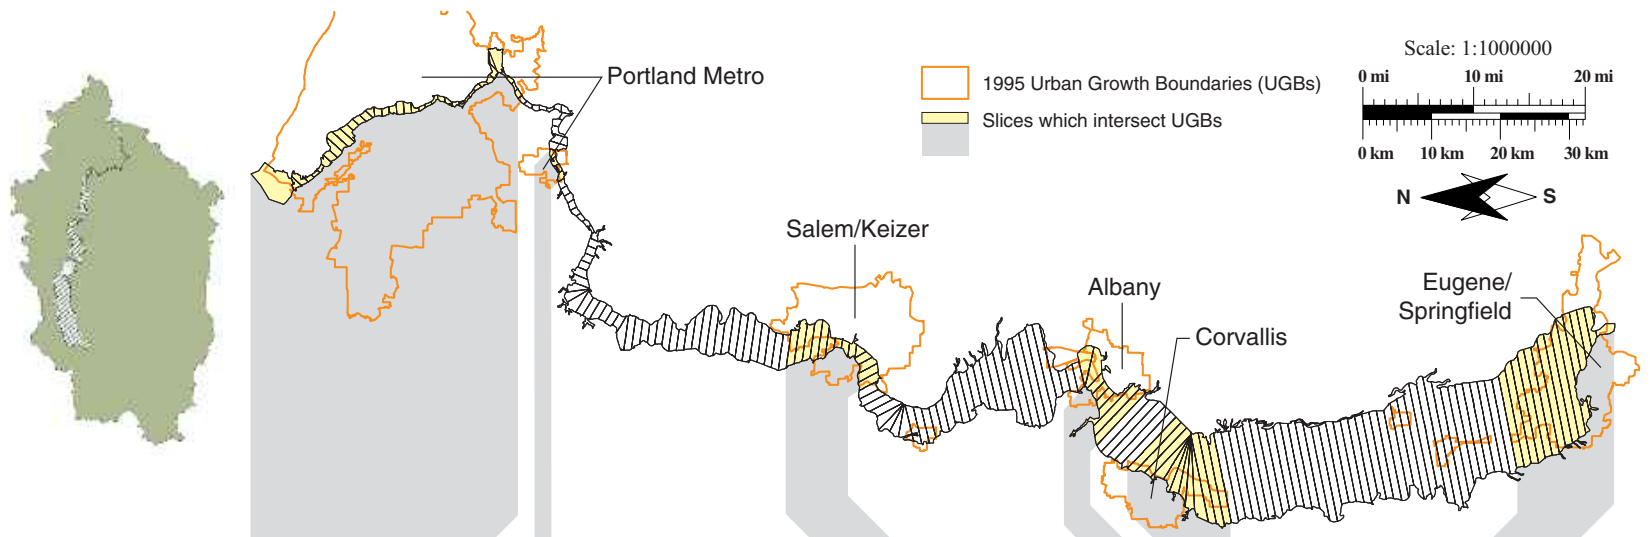 Portland Metro
1995 Urban Growth Boundaries (UGBs)
Slices which intersect UGBs
Scale: 1:1000000
0 mi 10 mi 20 mi
0 km 10 km 20 km 30 km
N S
Salem/Keizer
Albany
Corvallis
Eugene/
Springfield